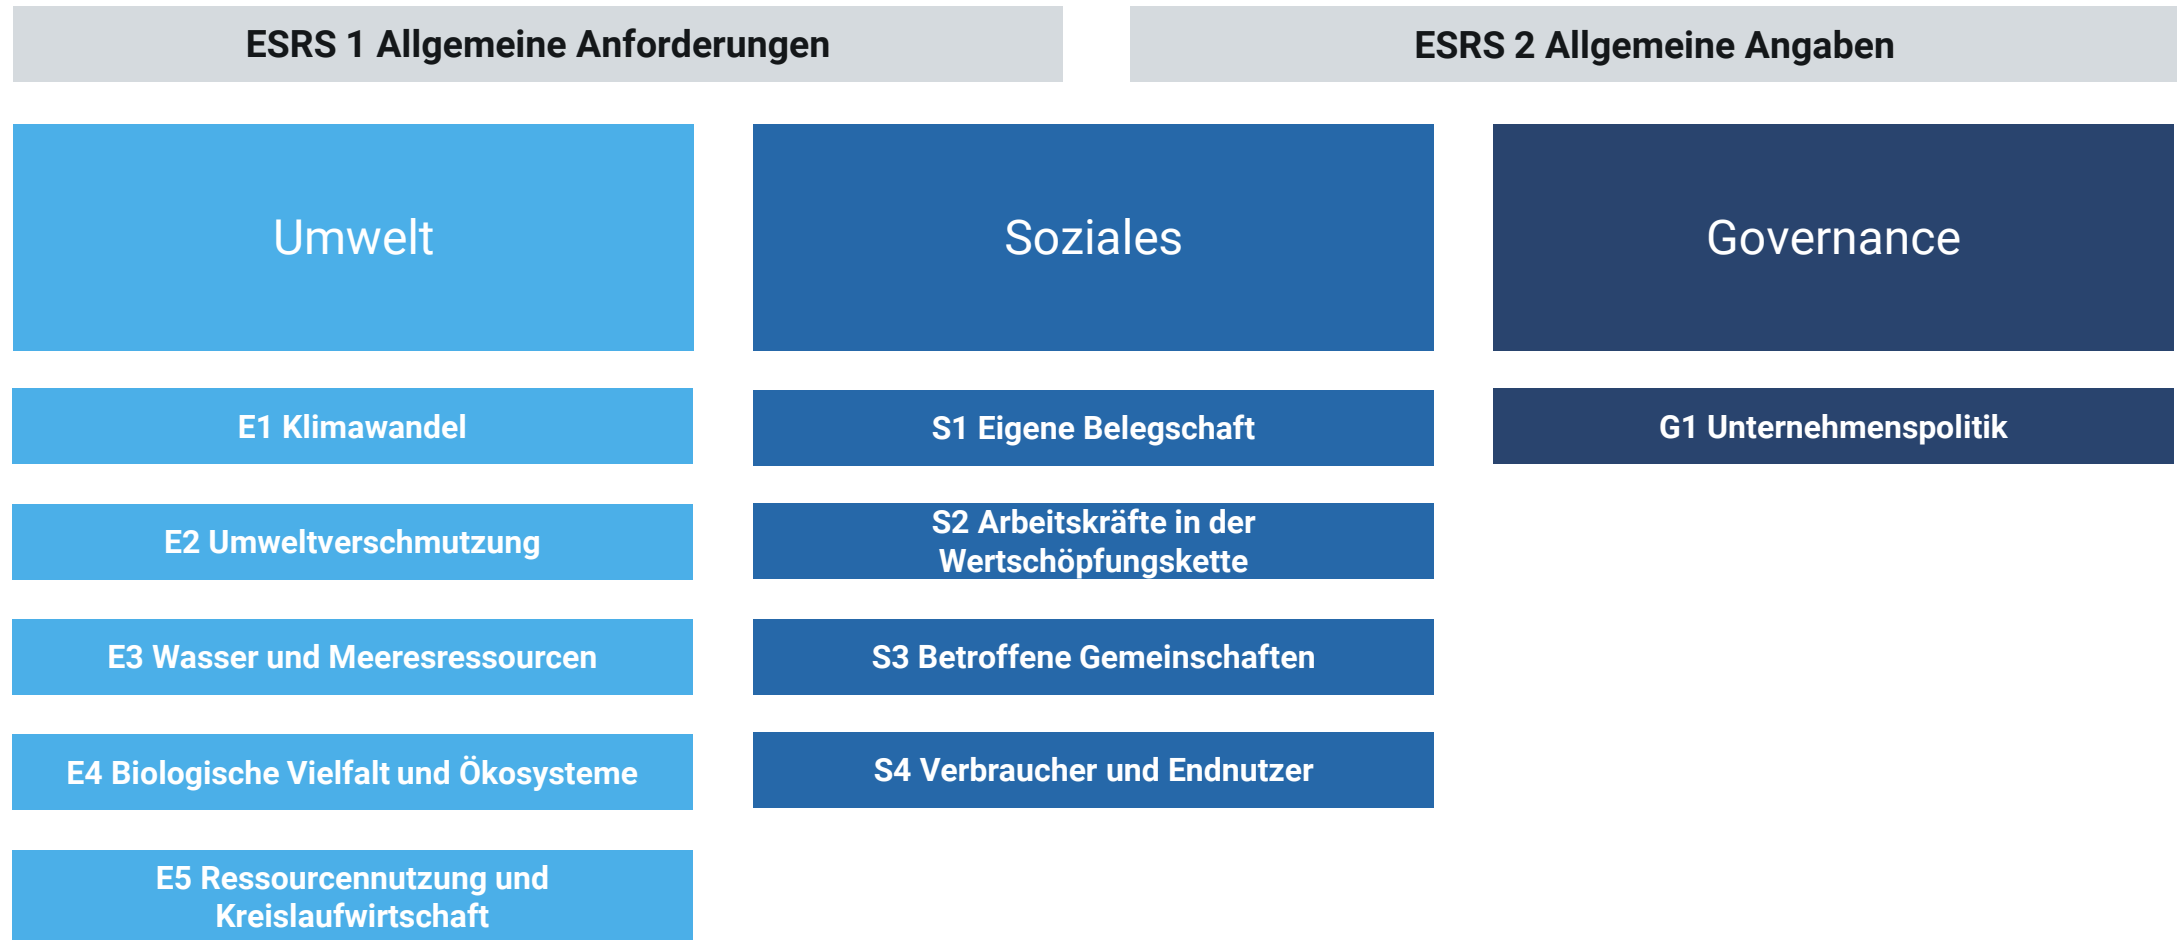 ESRS 1 Allgemeine Anforderungen
ESRS 2 Allgemeine Angaben
Umwelt
E1 Klimawandel
E2 Umweltverschmutzung
E3 Wasser und Meeresressourcen
E4 Biologische Vielfalt und Ökosysteme
E5 Ressourcennutzung und
Kreislaufwirtschaft
Soziales
S1 Eigene Belegschaft
S2 Arbeitskräfte in der
Wertschöpfungskette
S3 Betroffene Gemeinschaften
S4 Verbraucher und Endnutzer
Governance
G1 Unternehmenspolitik